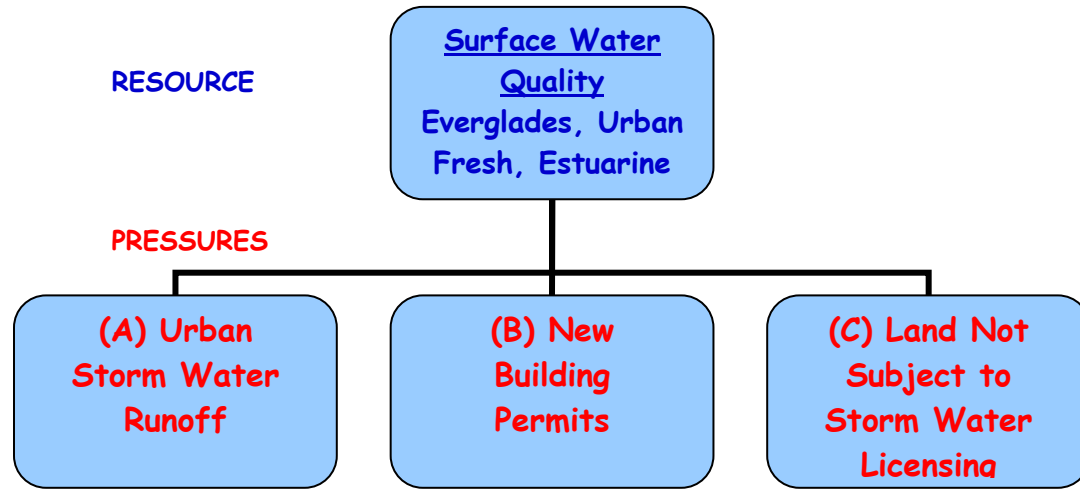 RESOURCE
Surface Water
Quality
Everglades, Urban
Fresh, Estuarine
PRESSURES
(A) Urban
Storm Water
Runoff
(B) New
Building
Permits
(C) Land Not
Subject to
Storm Water
Licensing